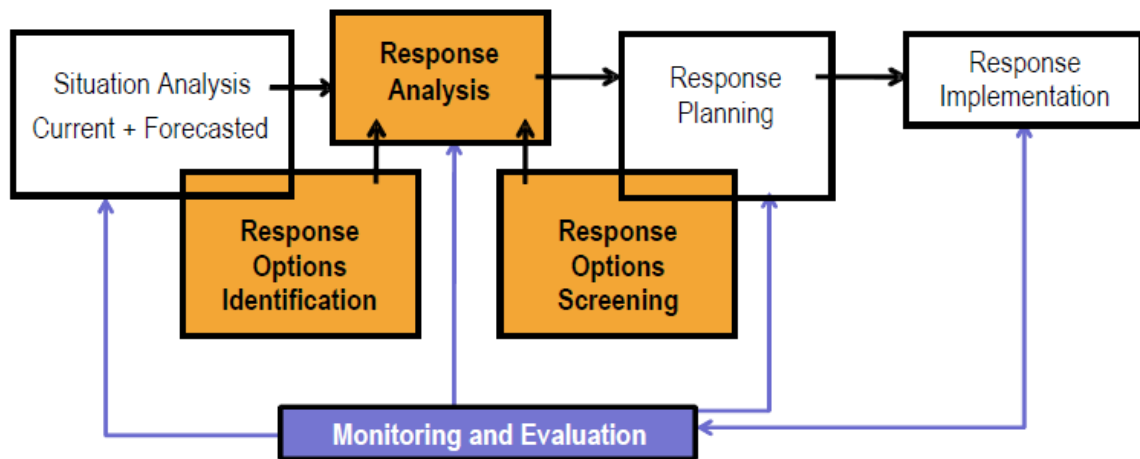 Situation Analysis
Current + Forecasted
Response
Analysis
Response
Planning
Response
Implementation
Response
Options
Identification
Response
Options
Screening
Monitoring and Evaluation